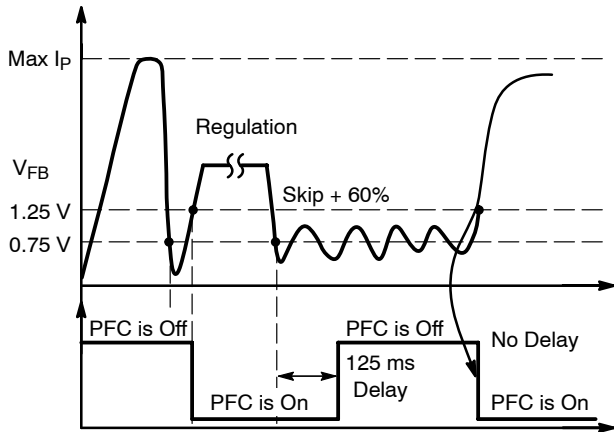 Max IP
Regulation
VFB
Skip + 60%
1.25 V
0.75 V
PFC is Off
PFC is Off
No Delay
125 ms
Delay
PFC is On
PFC is On